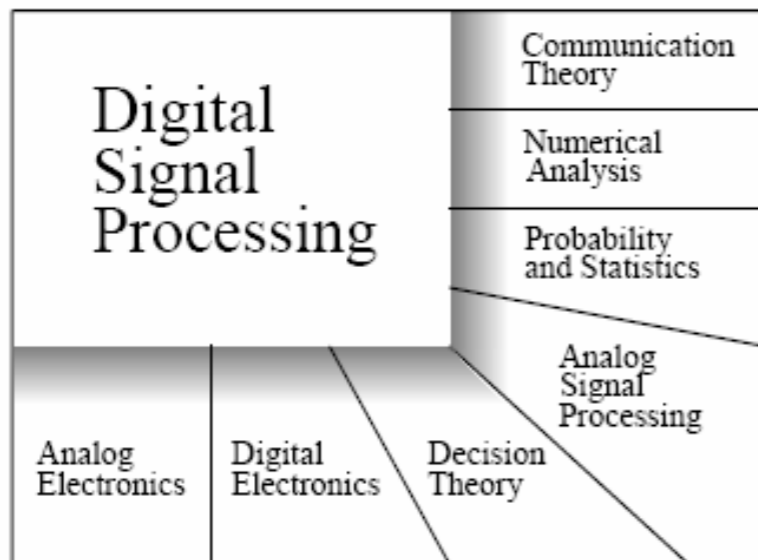 Digital
Signal
Processing
Communication
Theory
Numerical
Analysis
Probability
and Statistics
Analog
Signal
Processing
Analog
Electronics
Digital
Electronics
Decision
Theory